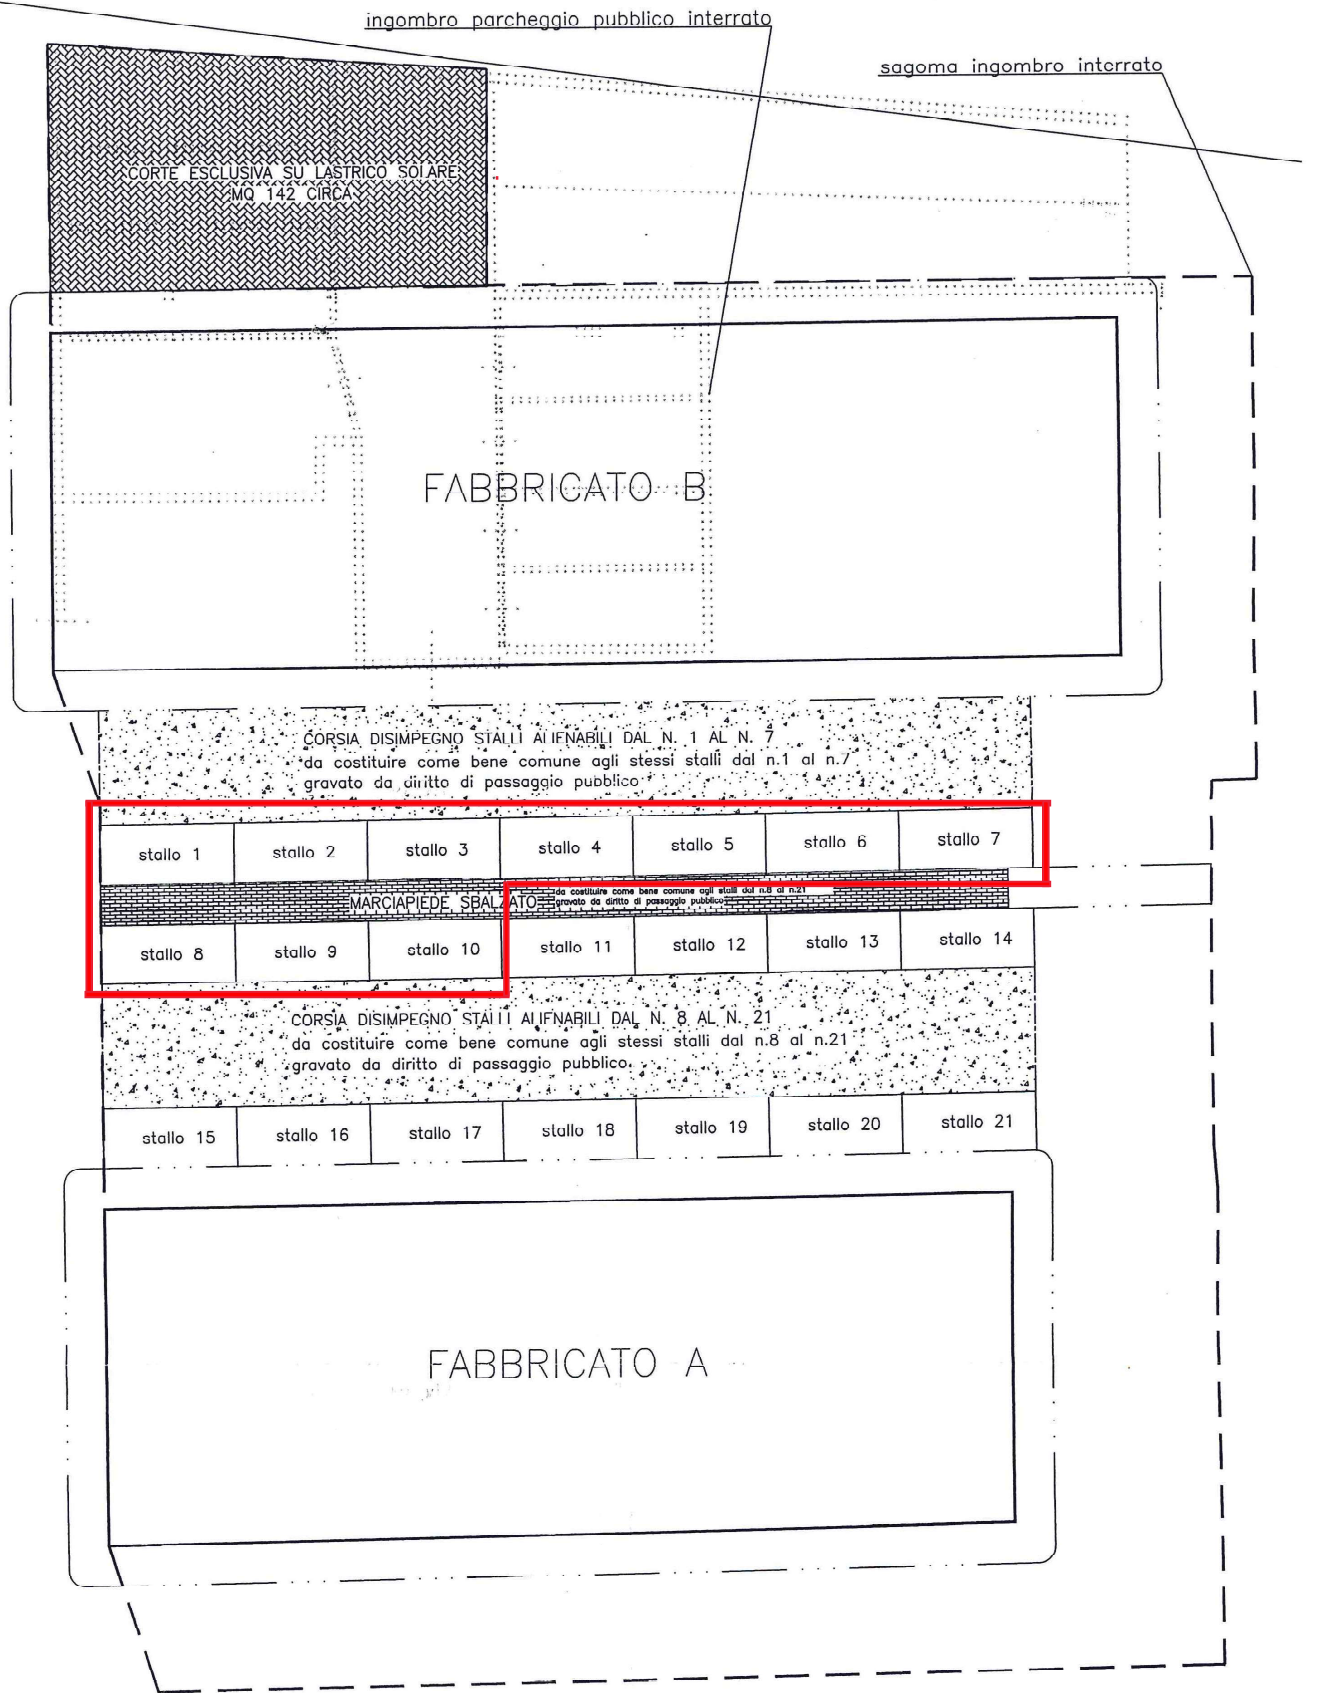 ingombro parcheggio pubblico interrato
sagoma ingombro interrato
CORTE ESCLUSIVA SU LASTRICO SOLARE
MQ 142 CIRCA
FABBRICATO B
CORSIA DISIMPEGNO STALLI ALIENABILI DAL N. 1 AL N. 7
da costituire come bene comune agli stessi stalli dal n.1 al n.7
gravato da diritto di passaggio pubblico
stallo 1
stallo 2
stallo 3
stallo 4
stallo 5
stallo 6
stallo 7
MARCIAPIEDE SBALZATO
da costituire come bene comune agli stalli dal n.8 al n.21
gravato da diritto di passaggio pubblico
stallo 8
stallo 9
stallo 10
stallo 11
stallo 12
stallo 13
stallo 14
CORSIA DISIMPEGNO STALLI ALIENABILI DAL N. 8 AL N. 21
da costituire come bene comune agli stessi stalli dal n.8 al n.21
gravato da diritto di passaggio pubblico.
stallo 15
stallo 16
stallo 17
stallo 18
stallo 19
stallo 20
stallo 21
FABBRICATO A